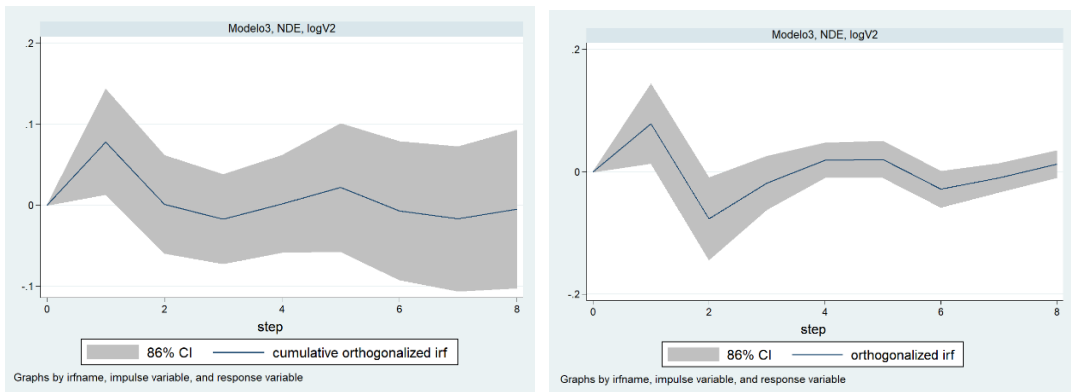 Modelo3, NDE, logV2
.2
.1
0
-.1
0 2 4 6 8
step
86% CI cumulative orthogonalized irf
Graphs by irfname, impulse variable, and response variable
Modelo3, NDE, logV2
.2
0
-.2
0 2 4 6 8
step
86% CI orthogonalized irf
Graphs by irfname, impulse variable, and response variable